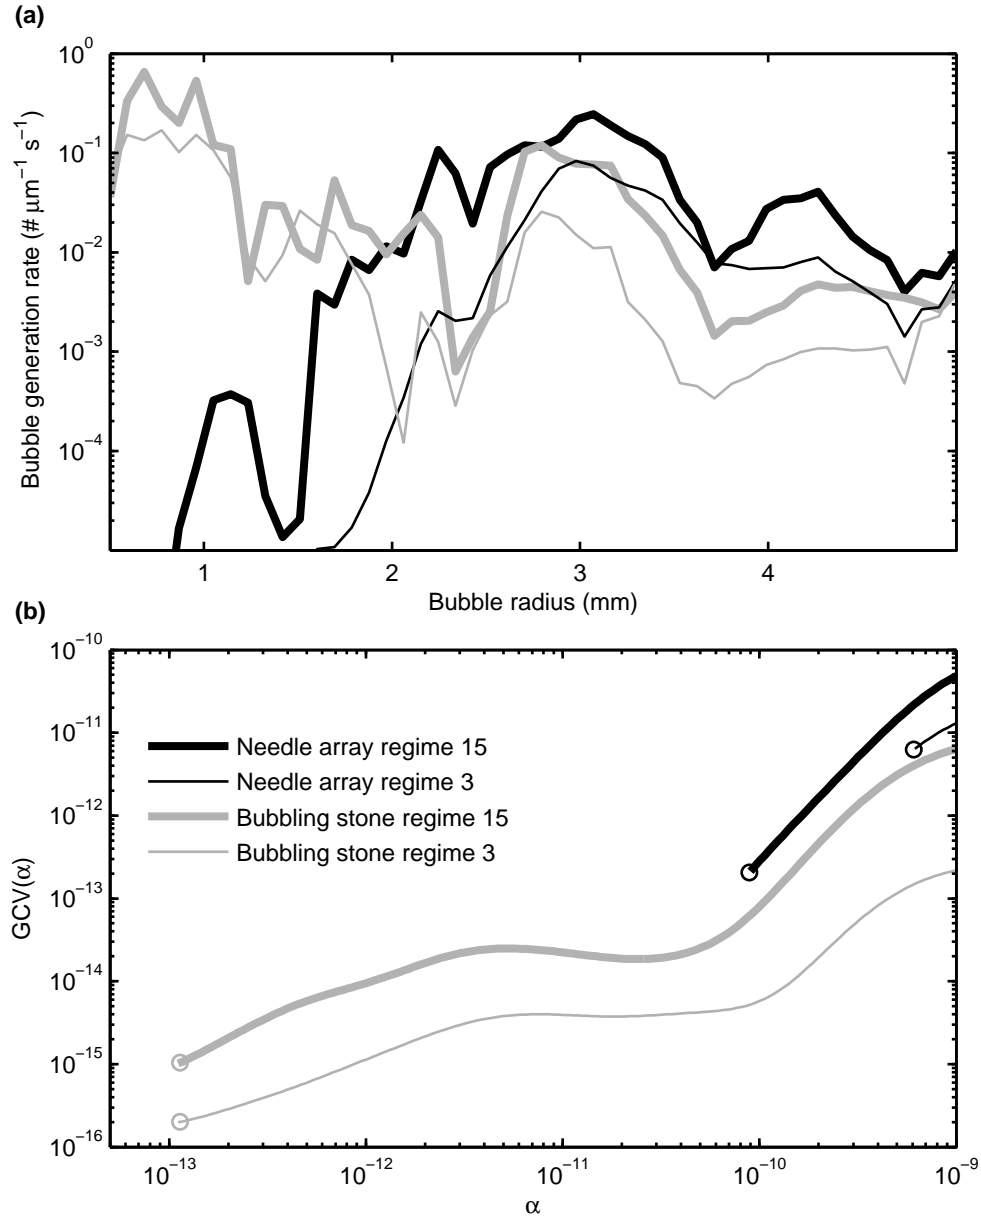 (a)
10⁰
10⁻¹
10⁻²
10⁻³
10⁻⁴
Bubble generation rate (# μm⁻¹ s⁻¹)
1 2 3 4
Bubble radius (mm)
(b)
10⁻¹⁰
10⁻¹¹
10⁻¹²
10⁻¹³
10⁻¹⁴
10⁻¹⁵
10⁻¹⁶
GCV(α)
Needle array regime 15
Needle array regime 3
Bubbling stone regime 15
Bubbling stone regime 3
10⁻¹³ 10⁻¹² 10⁻¹¹ 10⁻¹⁰ 10⁻⁹
α